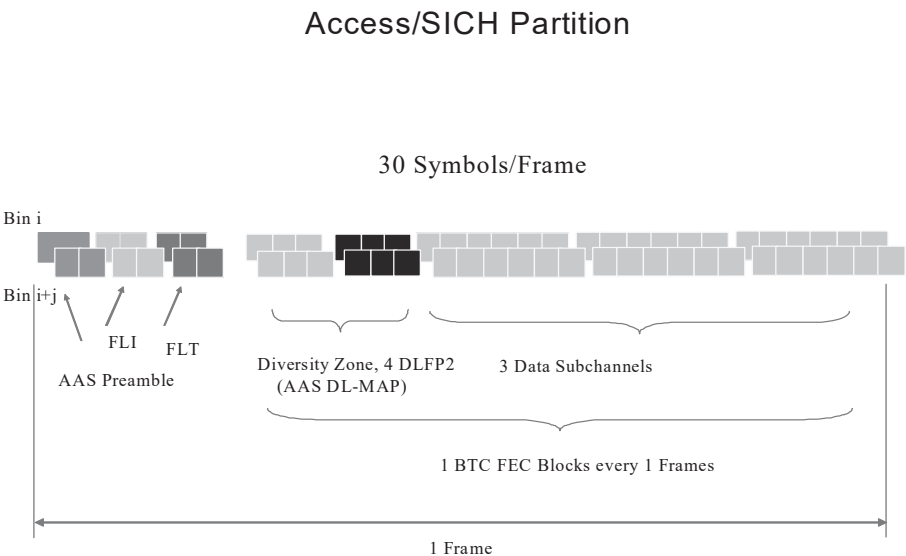 Access/SICH Partition
30 Symbols/Frame
Bin i
Bin i+j
FLI
FLT
AAS Preamble
Diversity Zone, 4 DLFP2
(AAS DL-MAP)
3 Data Subchannels
1 BTC FEC Blocks every 1 Frames
1 Frame